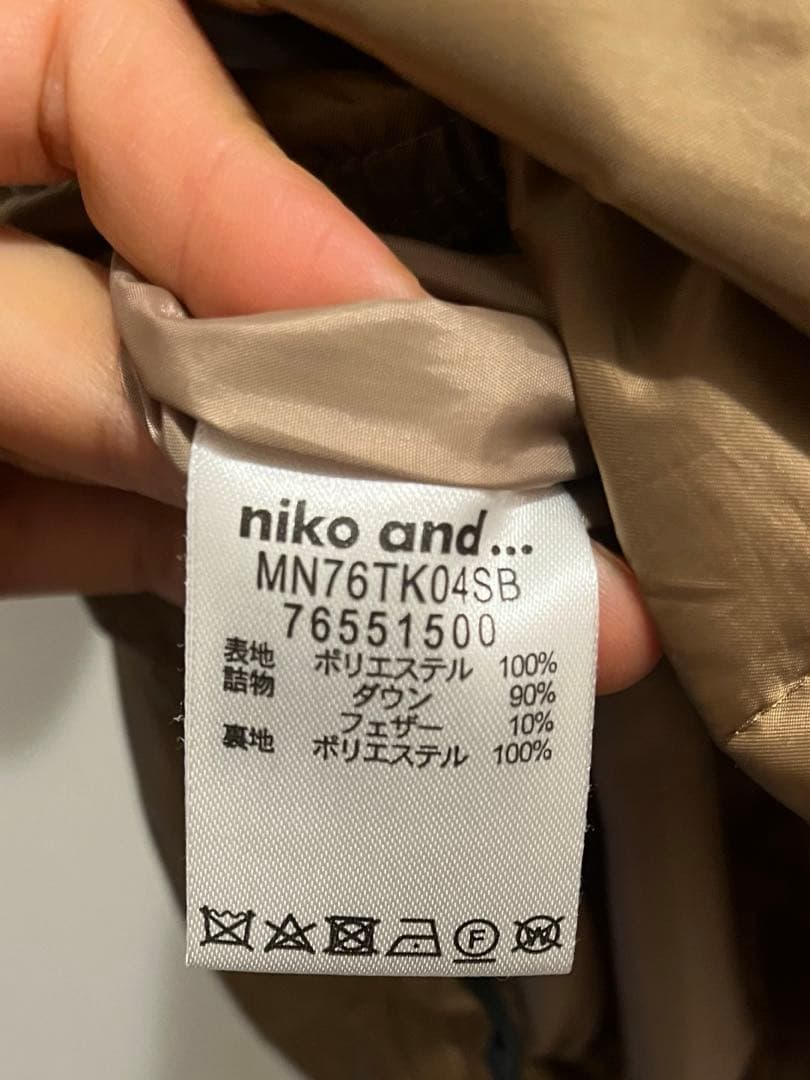 niko and...
MN76TK04SB
76551500
表地 ポリエステル 100%
詰物 ダウン 90%
フェザー 10%
裏地 ポリエステル 100%
F
W